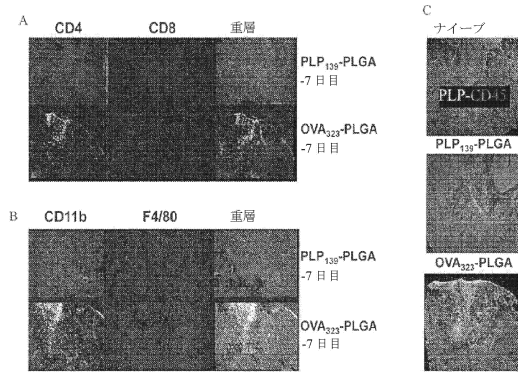 A
CD4 CD8 重層
PLP139-PLGA
-7 日目
OVA323-PLGA
-7 日目
B
CD11b F4/80 重層
PLP139-PLGA
-7 日目
OVA323-PLGA
-7 日目
C
ナイーブ
PLP-CD45
PLP139-PLGA
OVA323-PLGA